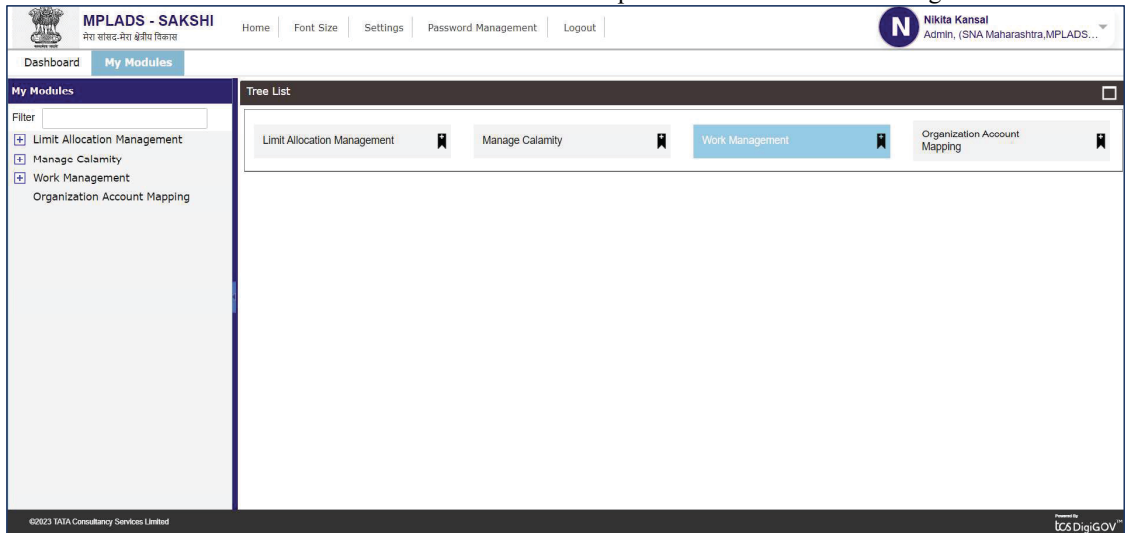 MPLADS - SAKSHI
मेरा सांसद-मेरा क्षेत्रीय विकास
Home Font Size Settings Password Management Logout
N
Nikita Kansal
Admin, (SNA Maharashtra,MPLADS...
Dashboard My Modules
My Modules
Tree List
Filter
Limit Allocation Management
Manage Calamity
Work Management
Organization Account Mapping
Limit Allocation Management
Manage Calamity
Work Management
Organization Account
Mapping
©2023 TATA Consultancy Services Limited
Powered By
tcs DigiGOV™